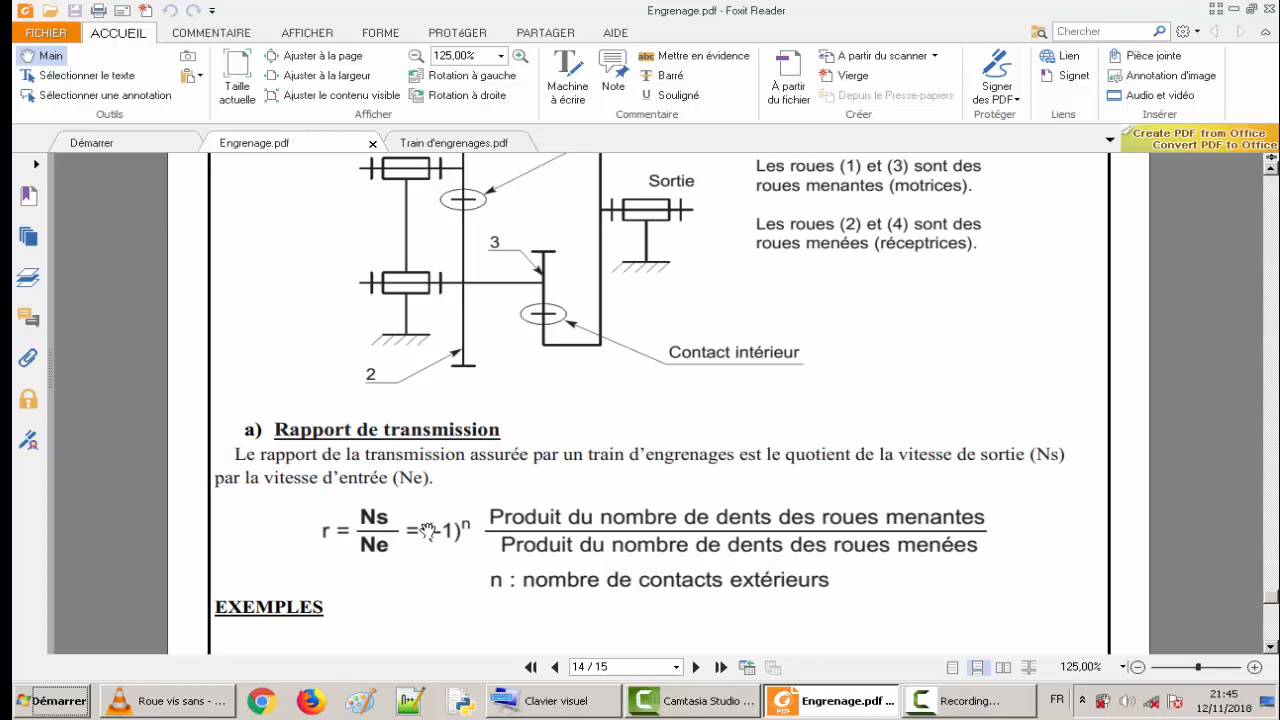 Engrenage.pdf - Foxit Reader
FICHIER ACCUEIL COMMENTAIRE AFFICHER FORME PROTéGER PARTAGER AIDE
Chercher
Main
Sélectionner le texte
Sélectionner une annotation
Outils
Taille actuelle
Ajuster à la page
Ajuster à la largeur
Ajuster le contenu visible
125,00%
Rotation à gauche
Rotation à droite
Afficher
Machine à écrire
Note
Mettre en évidence
Barré
Souligné
Commentaire
A partir du fichier
A partir du scanner
Vierge
Depuis le Presse-papiers
Créer
Signer des PDF
Protéger
Lien
Signet
Liens
Pièce jointe
Annotation d'image
Audio et vidéo
Insérer
Démarrer
Engrenage.pdf
Train d'engrenages.pdf
Create PDF from Office
Convert PDF to Office
Les roues (1) et (3) sont des
roues menantes (motrices).
Sortie
Les roues (2) et (4) sont des
roues menées (réceptrices).
3
Contact intérieur
2
a) Rapport de transmission
Le rapport de la transmission assurée par un train d’engrenages est le quotient de la vitesse de sortie (Ns)
par la vitesse d’entrée (Ne).
r = Ns / Ne = (-1)^n Produit du nombre de dents des roues menantes
Produit du nombre de dents des roues menées
n : nombre de contacts extérieurs
EXEMPLES
14 / 15
125,00%
Démarrer
Roue vis sans - ...
Clavier visuel
Camtasia Studio ...
Engrenage.pdf ...
Recording...
FR
21:45
12/11/2018